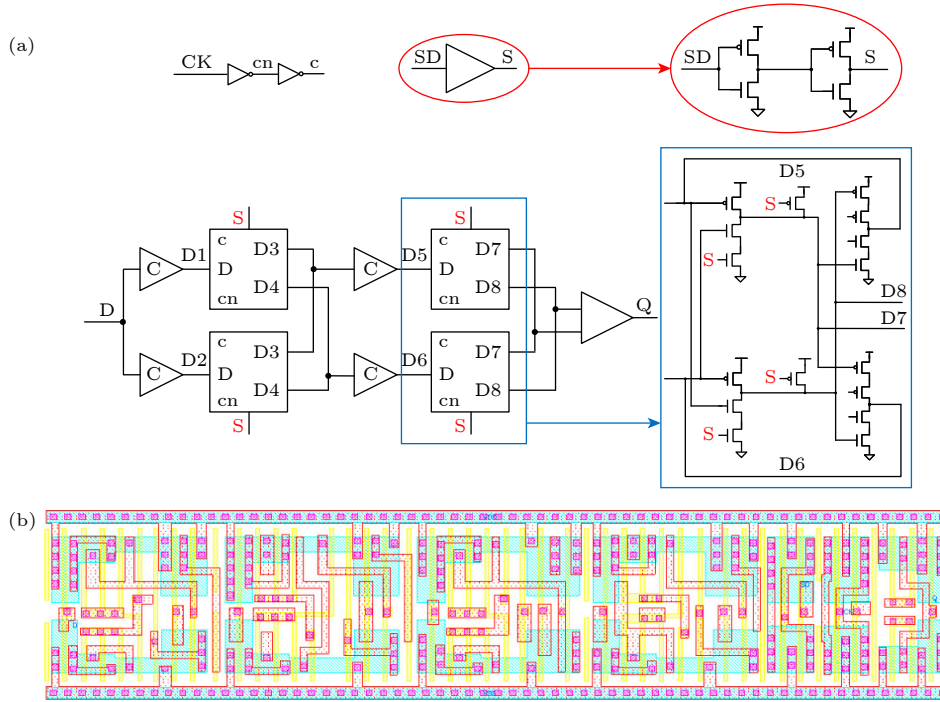 (a)
CK cn c
SD S
SD S
D5
S
S
D8
D7
S
S
D6
S S
D1 c D3 D5 c D7
C D C D
D4 D8
cn cn
D Q
D2 c D3 D6 c D7
C D C D
D4 D8
cn cn
S S
(b)